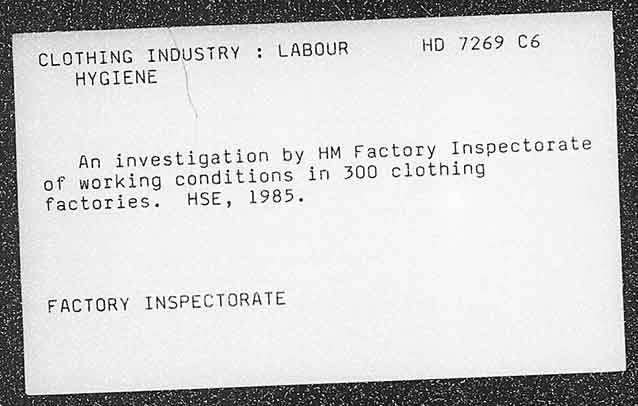 CLOTHING INDUSTRY : LABOUR HD 7269 C6
HYGIENE
An investigation by HM Factory Inspectorate
of working conditions in 300 clothing
factories. HSE, 1985.
FACTORY INSPECTORATE